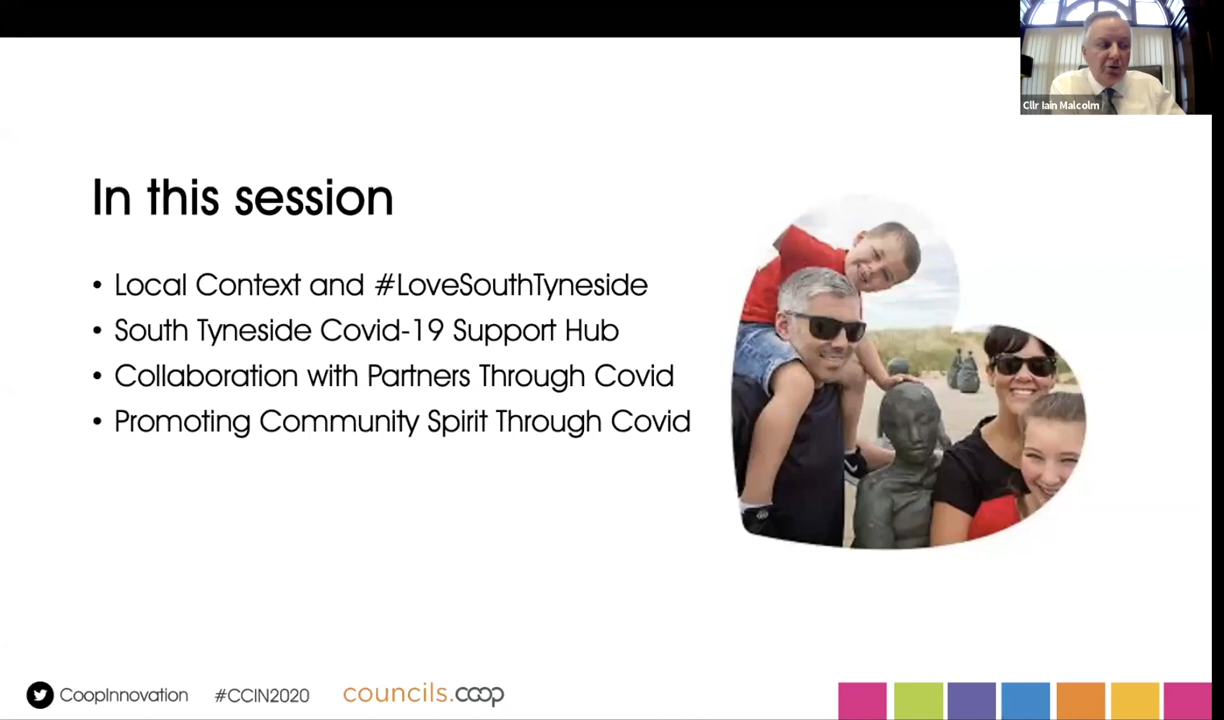 Cllr Iain Malcolm
In this session
• Local Context and #LoveSouthTyneside
• South Tyneside Covid-19 Support Hub
• Collaboration with Partners Through Covid
• Promoting Community Spirit Through Covid
CoopInnovation #CCIN2020 councils.coop